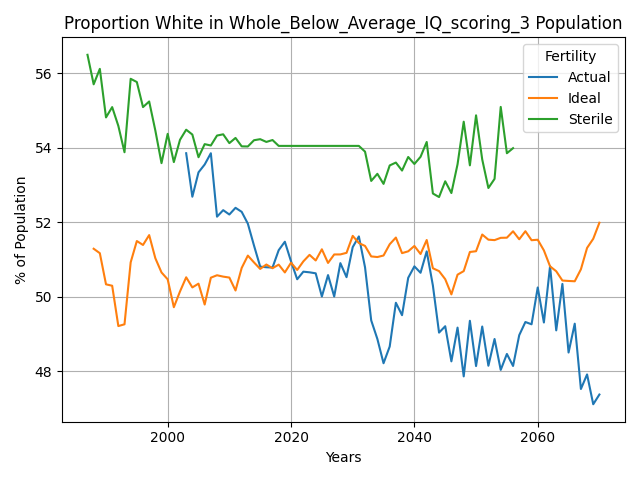 Proportion White in Whole_Below_Average_IQ_scoring_3 Population
Fertility
Actual
Ideal
Sterile
% of Population
56
54
52
50
48
2000
2020
2040
2060
Years